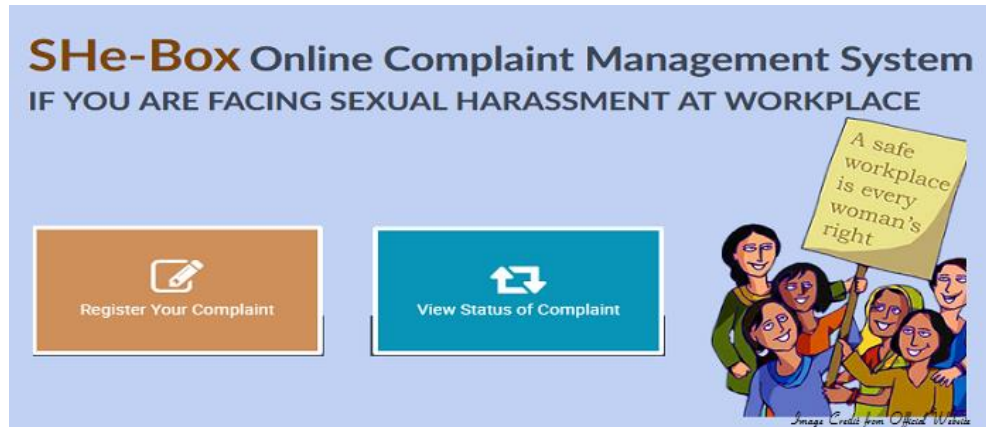 SHe-Box Online Complaint Management System
IF YOU ARE FACING SEXUAL HARASSMENT AT WORKPLACE
A safe
workplace
is every
woman's
right
Register Your Complaint
View Status of Complaint
Image Credit from Official Website